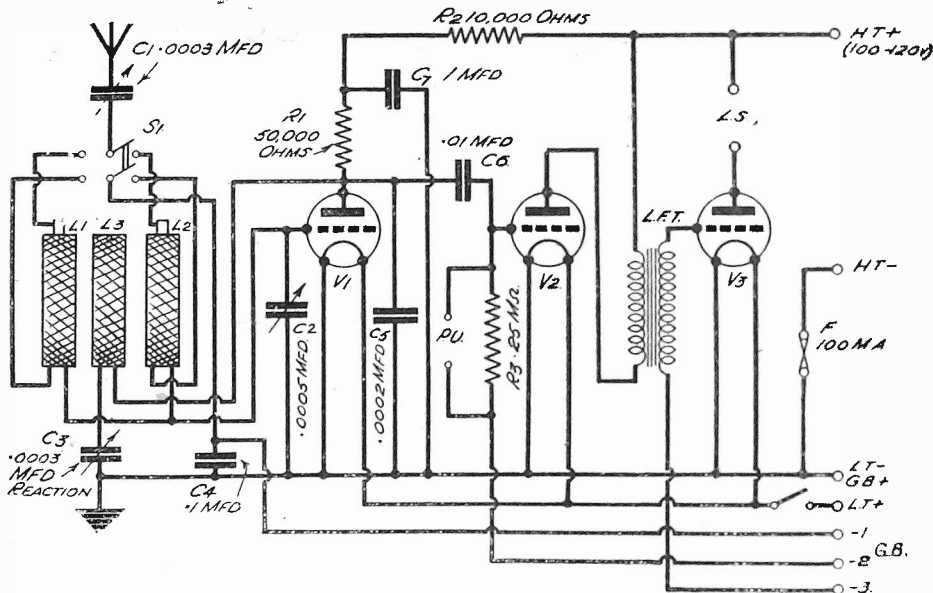 R2 10,000 OHMS
HT+
(100-120V)
C1 .0003 MFD
C7 1 MFD
S1.
R1
50,000
OHMS
.01 MFD
C6
L.S.
L1 L3 L2
L.F.T.
V1
V2
V3
HT-
C2
.0005 MFD.
C5
.0002 MFD
P.U.
R3 .25 MΩ
F
100 MA
C3
.0003
MFD
REACTION
C4
.1 MFD
LT-
GB+
LT+
-1
G.B.
-2
-3.